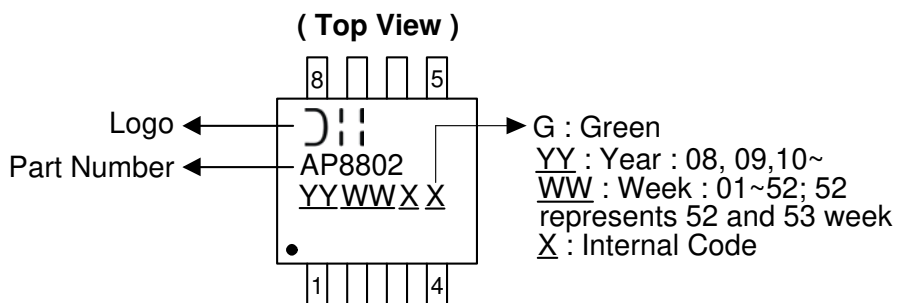 ( Top View )
8 5
Logo
Part Number
AP8802
YY WW X X
G : Green
YY : Year : 08, 09,10~
WW : Week : 01~52; 52
represents 52 and 53 week
X : Internal Code
1 4